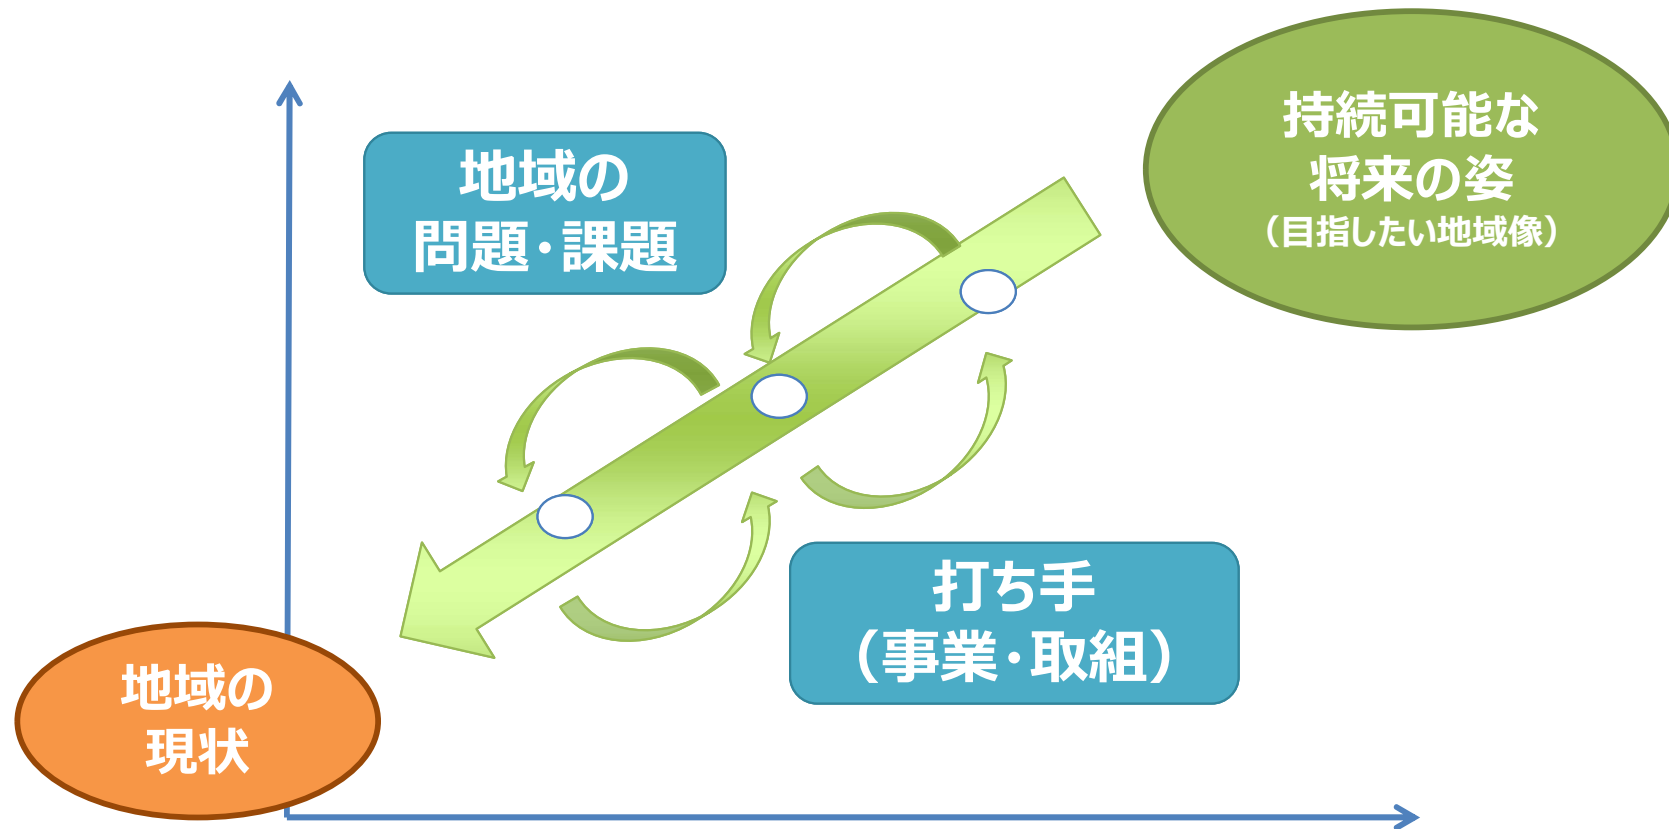 持続可能な
将来の姿
（目指したい地域像）
地域の
問題・課題
打ち手
（事業・取組）
地域の
現状